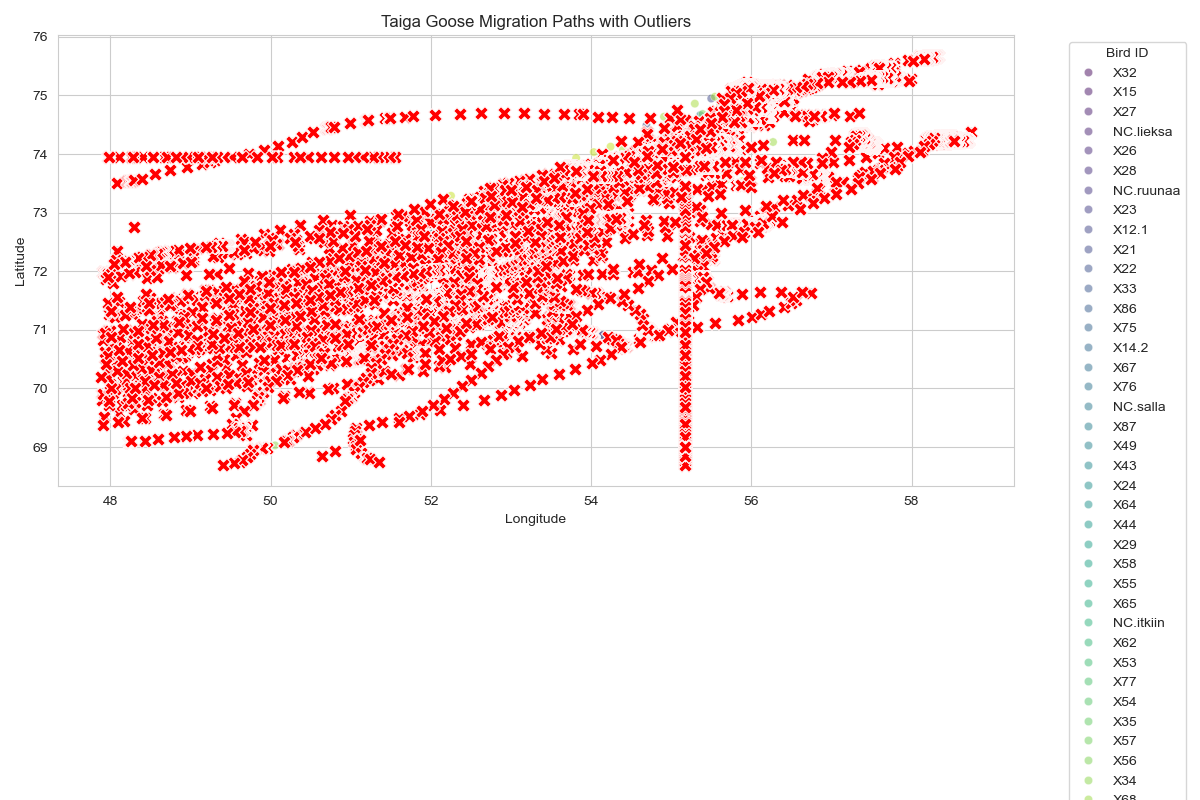 Taiga Goose Migration Paths with Outliers
76
75
74
73
72
71
70
69
Latitude
48
50
52
54
56
58
Longitude
Bird ID
X32
X15
X27
NC.lieksa
X26
X28
NC.ruunaa
X23
X12.1
X21
X22
X33
X86
X75
X14.2
X67
X76
NC.salla
X87
X49
X43
X24
X64
X44
X29
X58
X55
X65
NC.itkiin
X62
X53
X77
X54
X35
X57
X56
X34
X68